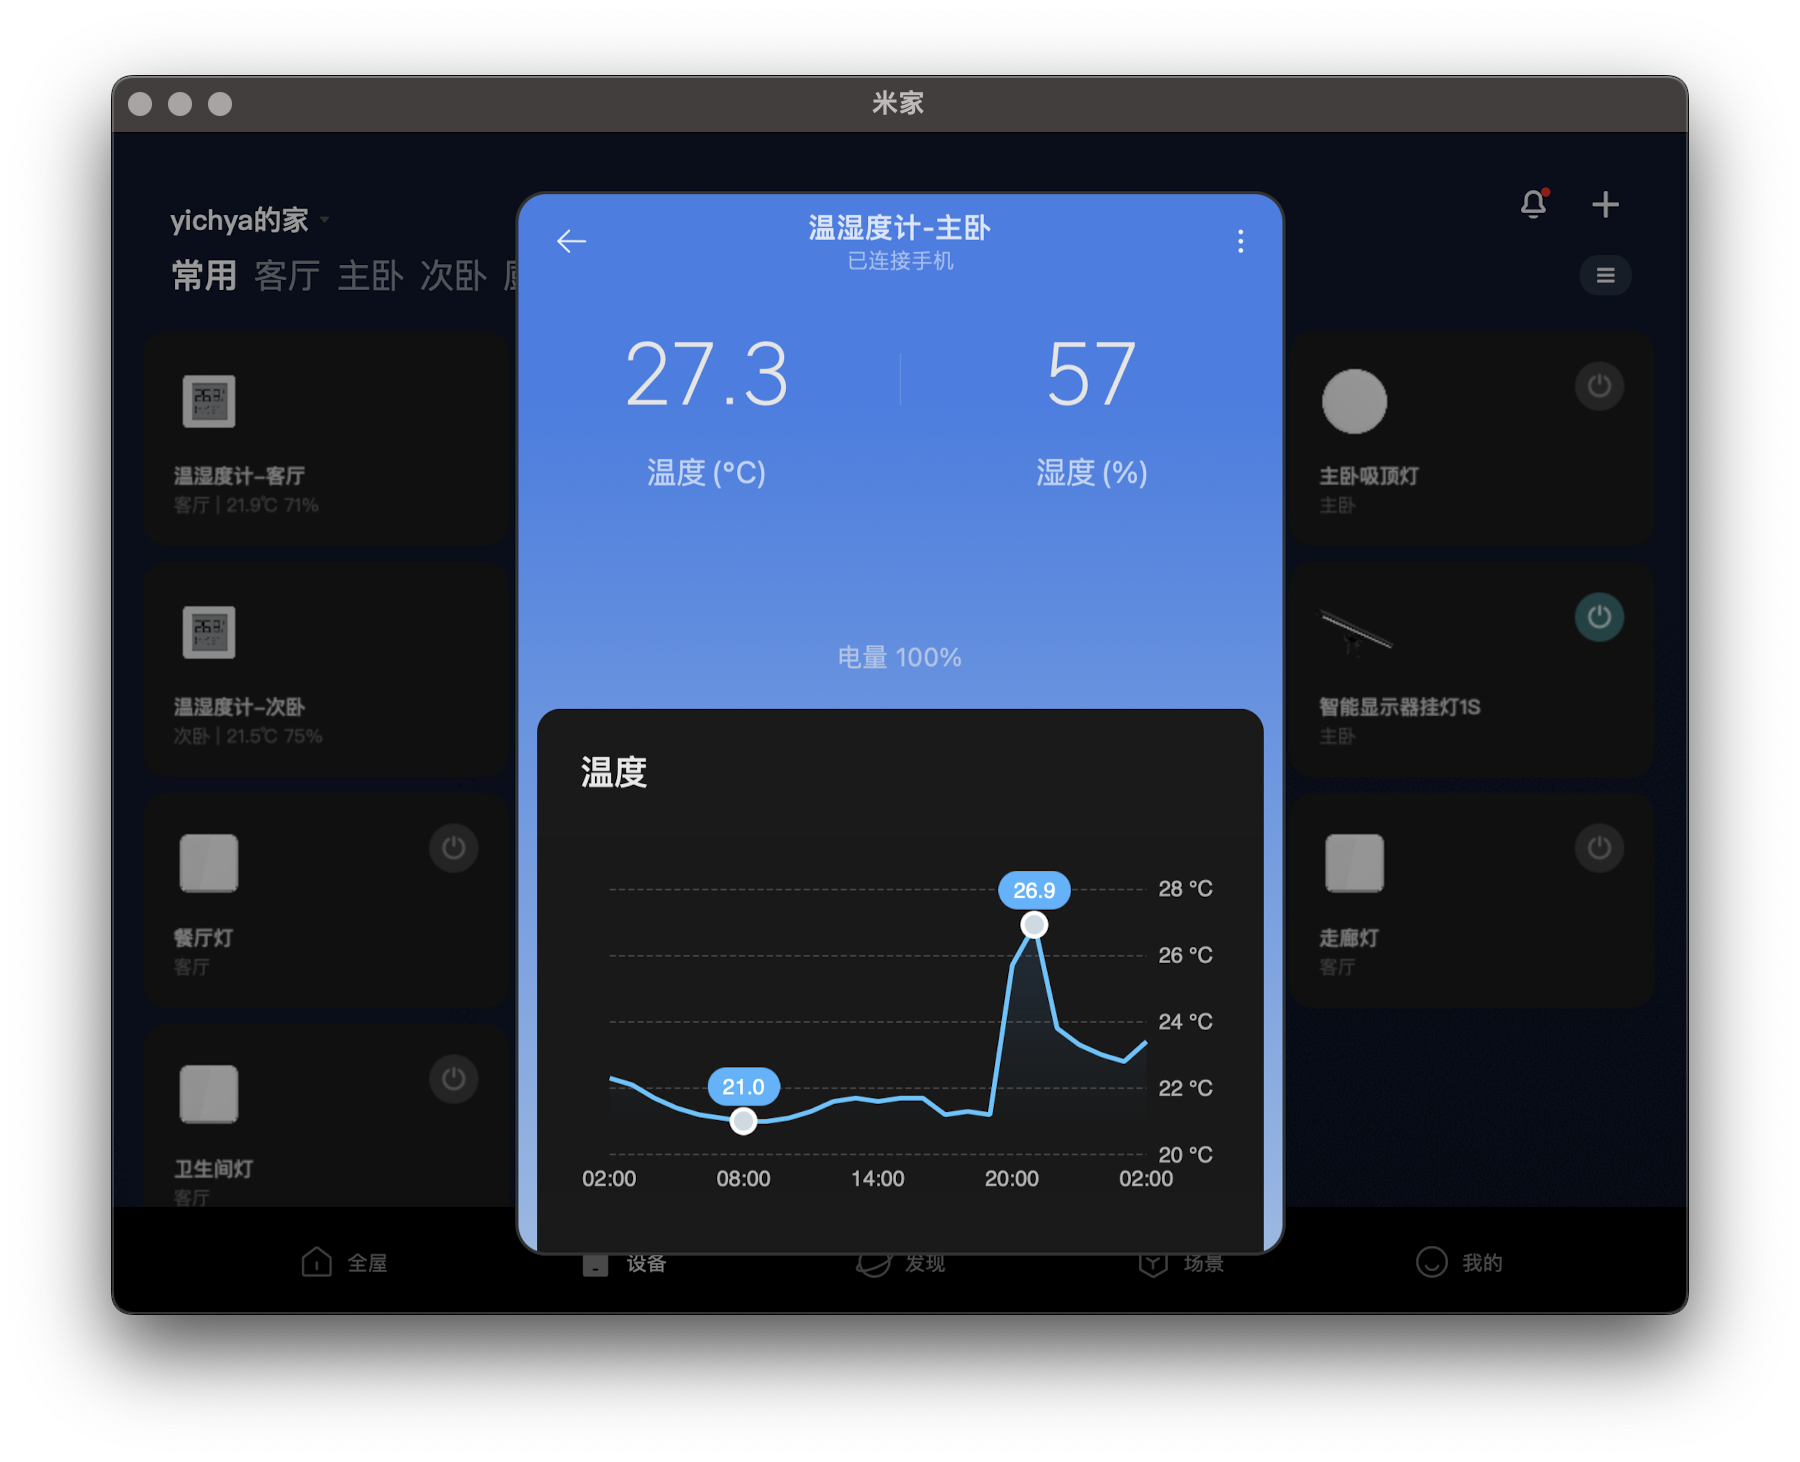 米家
yichya的家
常用 客厅 主卧 次卧
温湿度计-客厅
客厅 | 21.9℃ 71%
温湿度计-次卧
次卧 | 21.5℃ 75%
餐厅灯
客厅
卫生间灯
客厅
温湿度计-主卧
已连接手机
27.3
温度 (°C)
57
湿度 (%)
电量 100%
温度
26.9
21.0
28 °C
26 °C
24 °C
22 °C
20 °C
02:00 08:00 14:00 20:00 02:00
主卧吸顶灯
主卧
智能显示器挂灯1S
主卧
走廊灯
客厅
全屋 设备 发现 场景 我的